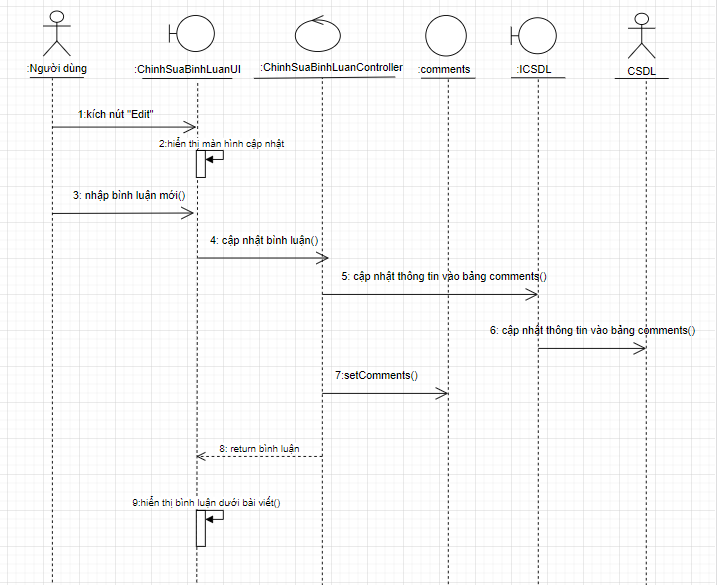 :Người dùng
:ChinhSuaBinhLuanUI
:ChinhSuaBinhLuanController
:comments
:ICSDL
CSDL
1:kích nút "Edit"
2:hiển thị màn hình cập nhật
3: nhập bình luận mới()
4: cập nhật bình luận()
5: cập nhật thông tin vào bảng comments()
6: cập nhật thông tin vào bảng comments()
7:setComments()
8: return bình luận
9:hiển thị bình luận dưới bài viết()